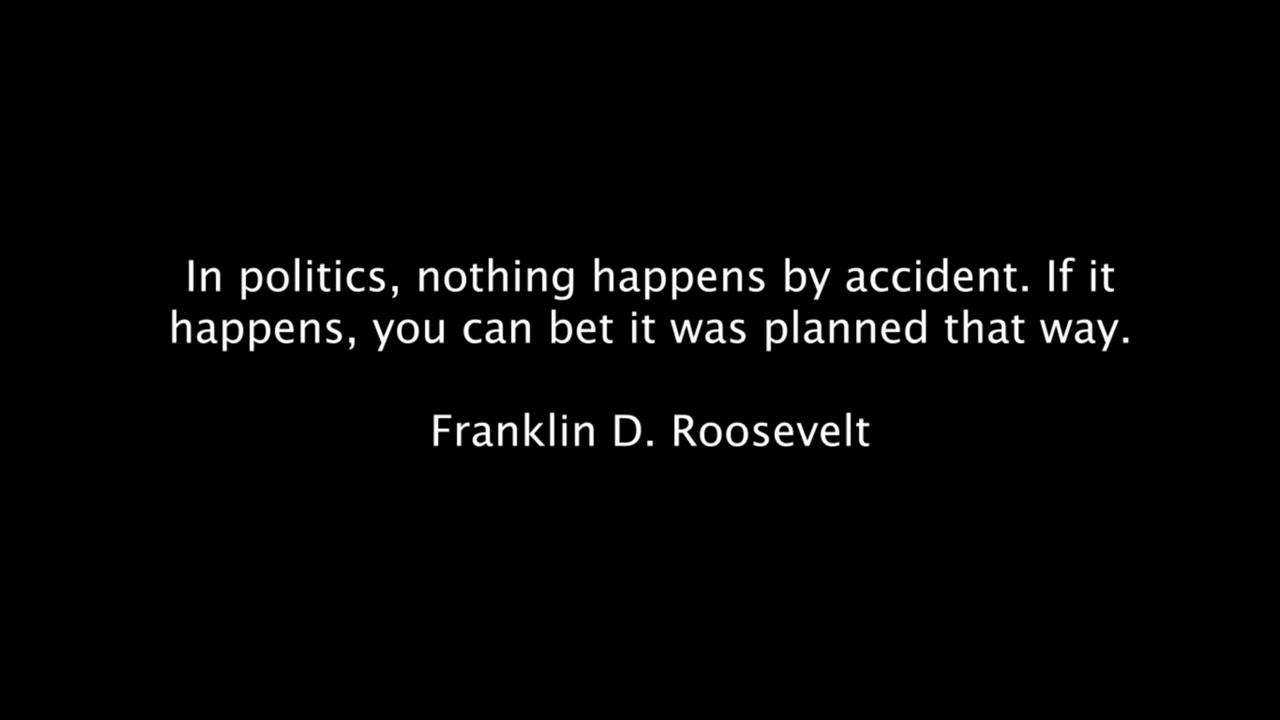 In politics, nothing happens by accident. If it
happens, you can bet it was planned that way.
Franklin D. Roosevelt